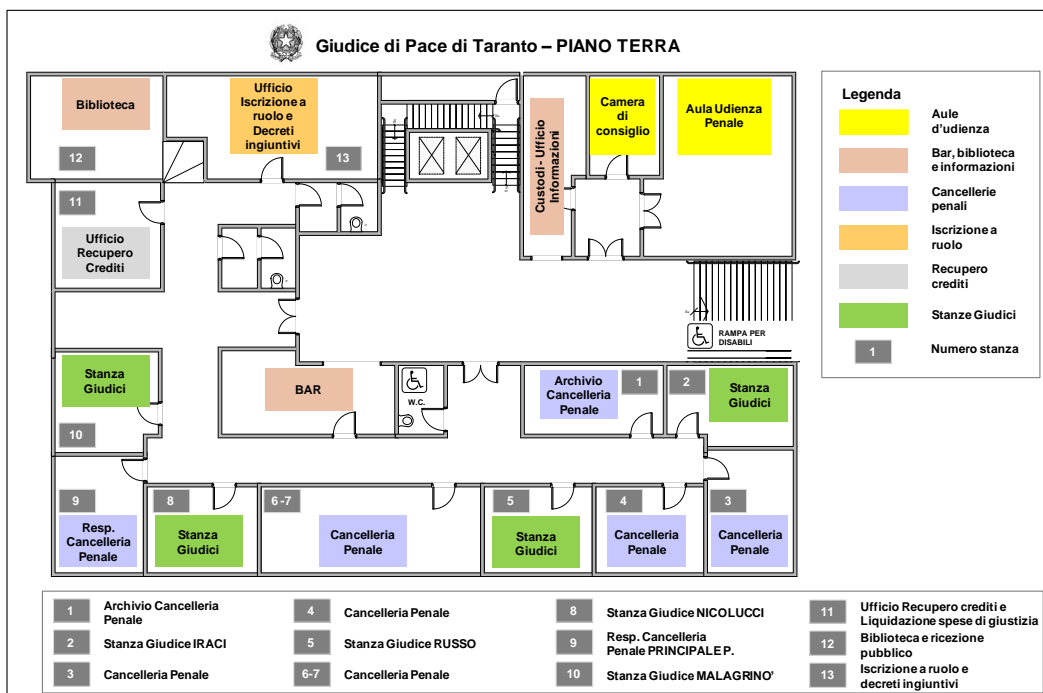 Giudice di Pace di Taranto – PIANO TERRA
Biblioteca
12
Ufficio
Iscrizione a
ruolo e
Decreti
ingiuntivi
13
Custodi - Ufficio
Informazioni
Camera
di
consiglio
Aula Udienza
Penale
11
Ufficio
Recupero
Crediti
RAMPA PER
DISABILI
Stanza
Giudici
10
BAR
W.C.
Archivio
Cancelleria
Penale
1
2
Stanza
Giudici
9
Resp.
Cancelleria
Penale
8
Stanza
Giudici
6-7
Cancelleria
Penale
5
Stanza
Giudici
4
Cancelleria
Penale
3
Cancelleria
Penale
Legenda
Aule
d'udienza
Bar, biblioteca
e informazioni
Cancellerie
penali
Iscrizione a
ruolo
Recupero
crediti
Stanze Giudici
1 Numero stanza
1 Archivio Cancelleria
Penale
2 Stanza Giudice IRACI
3 Cancelleria Penale
4 Cancelleria Penale
5 Stanza Giudice RUSSO
6-7 Cancelleria Penale
8 Stanza Giudice NICOLUCCI
9 Resp. Cancelleria
Penale PRINCIPALE P.
10 Stanza Giudice MALAGRINO'
11 Ufficio Recupero crediti e
Liquidazione spese di giustizia
12 Biblioteca e ricezione
pubblico
13 Iscrizione a ruolo e
decreti ingiuntivi